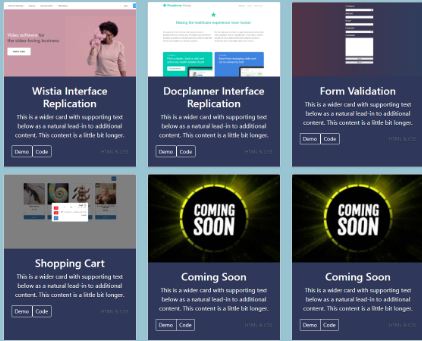 Video software for
the video-loving business
Making the healthcare experience more human
Wistia Interface
Replication
This is a wider card with supporting text
below as a natural lead-in to additional
content. This content is a little bit longer.
Demo Code
HTML & CSS
Docplanner Interface
Replication
This is a wider card with supporting text
below as a natural lead-in to additional
content. This content is a little bit longer.
Demo Code
HTML & CSS
Form Validation
This is a wider card with supporting text
below as a natural lead-in to additional
content. This content is a little bit longer.
Demo Code
HTML & CSS
Shopping Cart
This is a wider card with supporting text
below as a natural lead-in to additional
content. This content is a little bit longer.
Demo Code
HTML & CSS
COMING
SOON
Coming Soon
This is a wider card with supporting text
below as a natural lead-in to additional
content. This content is a little bit longer.
Demo Code
HTML & CSS
COMING
SOON
Coming Soon
This is a wider card with supporting text
below as a natural lead-in to additional
content. This content is a little bit longer.
Demo Code
HTML & CSS